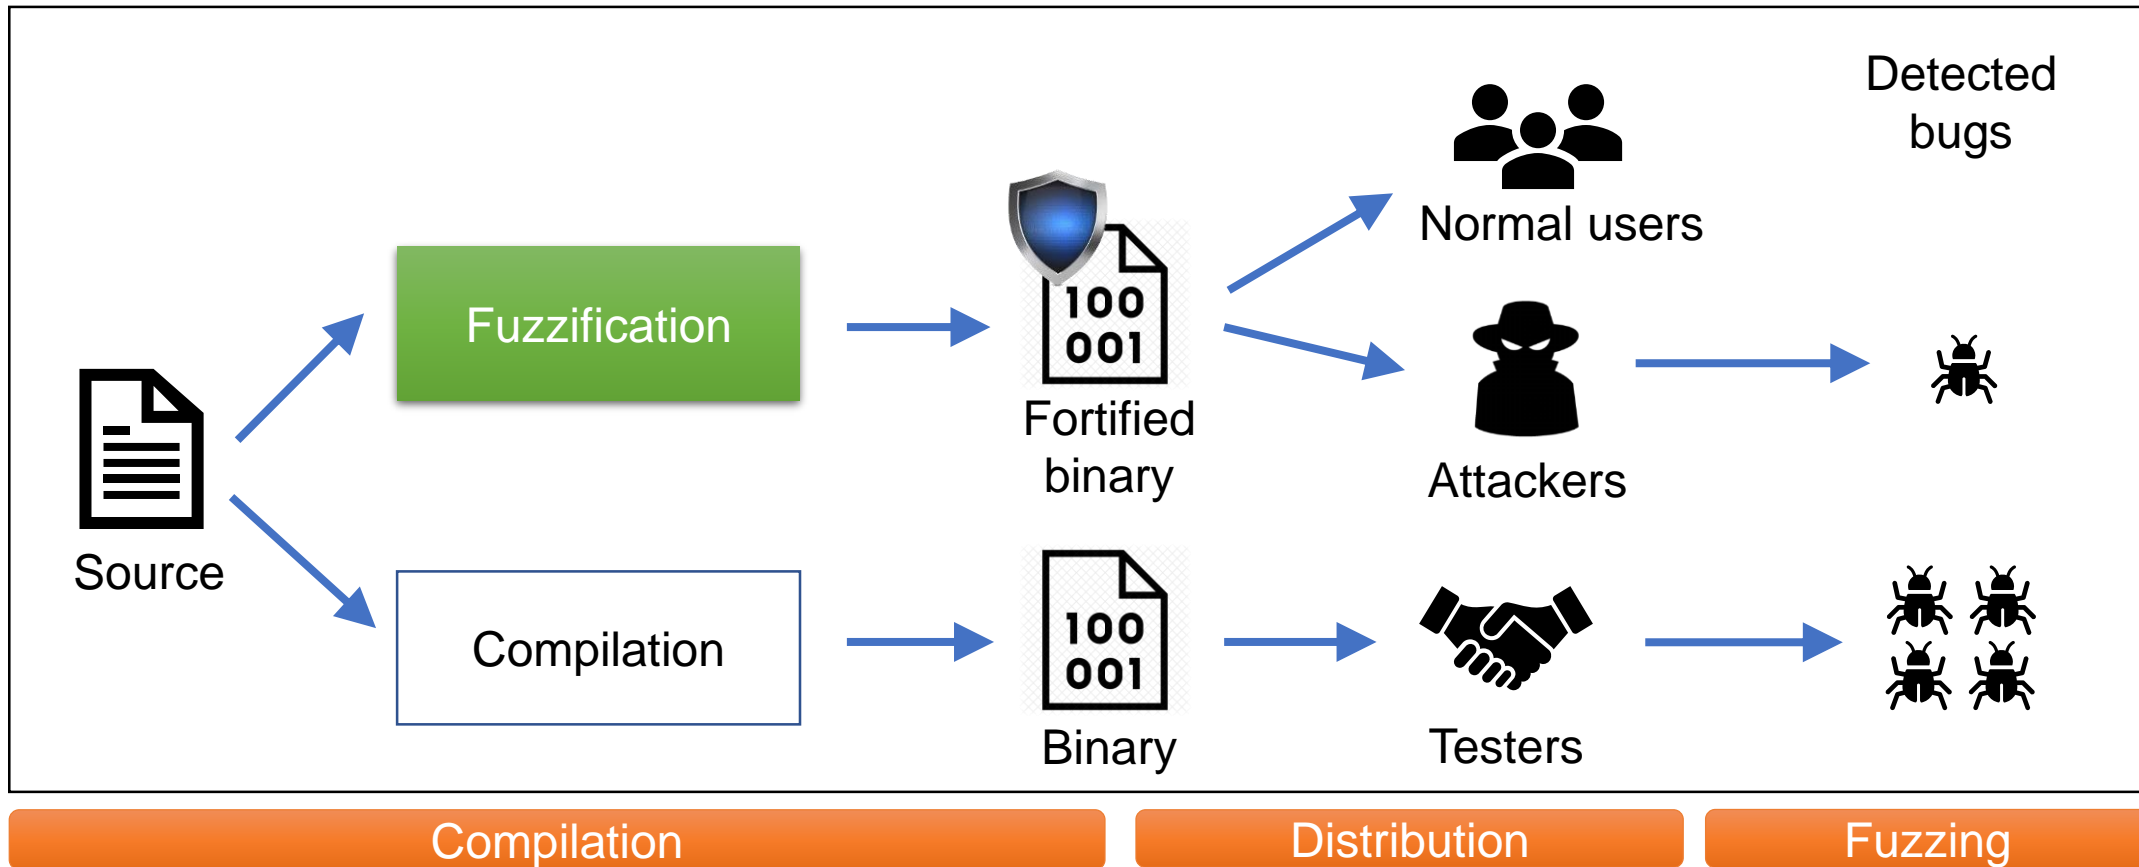 Detected
bugs
Normal users
Fuzzification
100
001
Fortified
binary
Attackers
Source
Compilation
100
001
Binary
Testers
Compilation
Distribution
Fuzzing